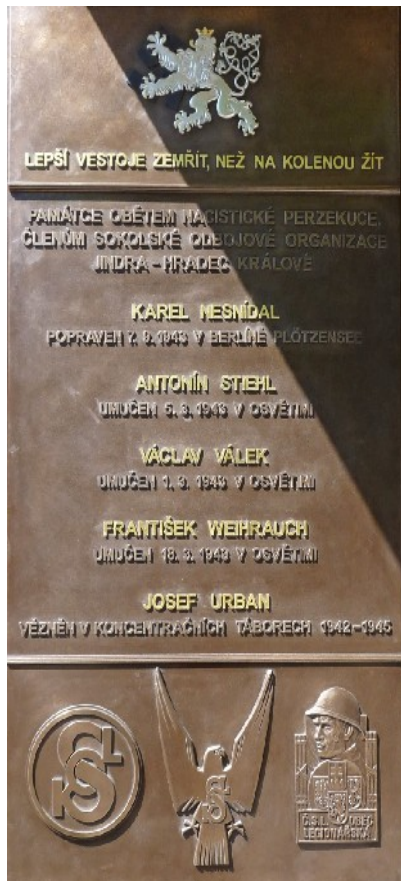 LEPŠÍ VESTOJE ZEMŘÍT, NEŽ NA KOLENOU ŽÍT
PAMÁTCE OBĚTEM NACISTICKÉ PERZEKUCE,
ČLENŮM SOKOLSKÉ ODBOJOVÉ ORGANIZACE
JINDRA-HRADEC KRÁLOVÉ
KAREL NESNÍDAL
POPRAVEN 7. 9. 1943 V BERLÍNĚ PLÖTZENSEE
ANTONÍN STIEHL
UMUČEN 5. 3. 1943 V OSVĚTIMI
VÁCLAV VÁLEK
UMUČEN 1. 3. 1943 V OSVĚTIMI
FRANTIŠEK WEIHRAUCH
UMUČEN 18. 3. 1943 V OSVĚTIMI
JOSEF URBAN
VĚZNĚN V KONCENTRAČNÍCH TÁBORECH 1942-1945
SOKOL
S
Č.S. OBEC
LEGIONÁŘSKÁ